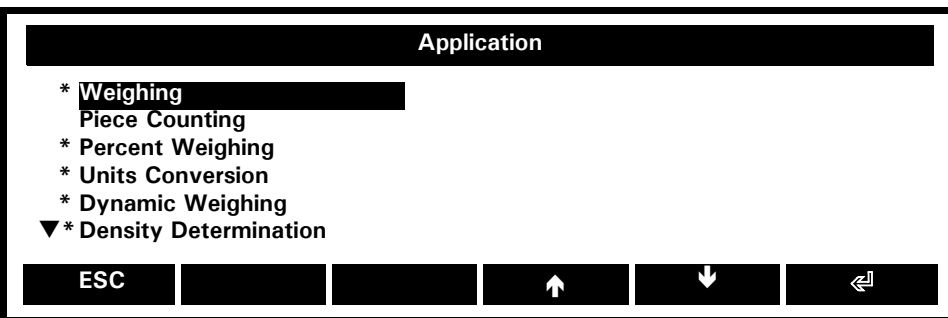 Application
* Weighing
Piece Counting
* Percent Weighing
* Units Conversion
* Dynamic Weighing
▼* Density Determination
ESC ↑ ↓ ↵